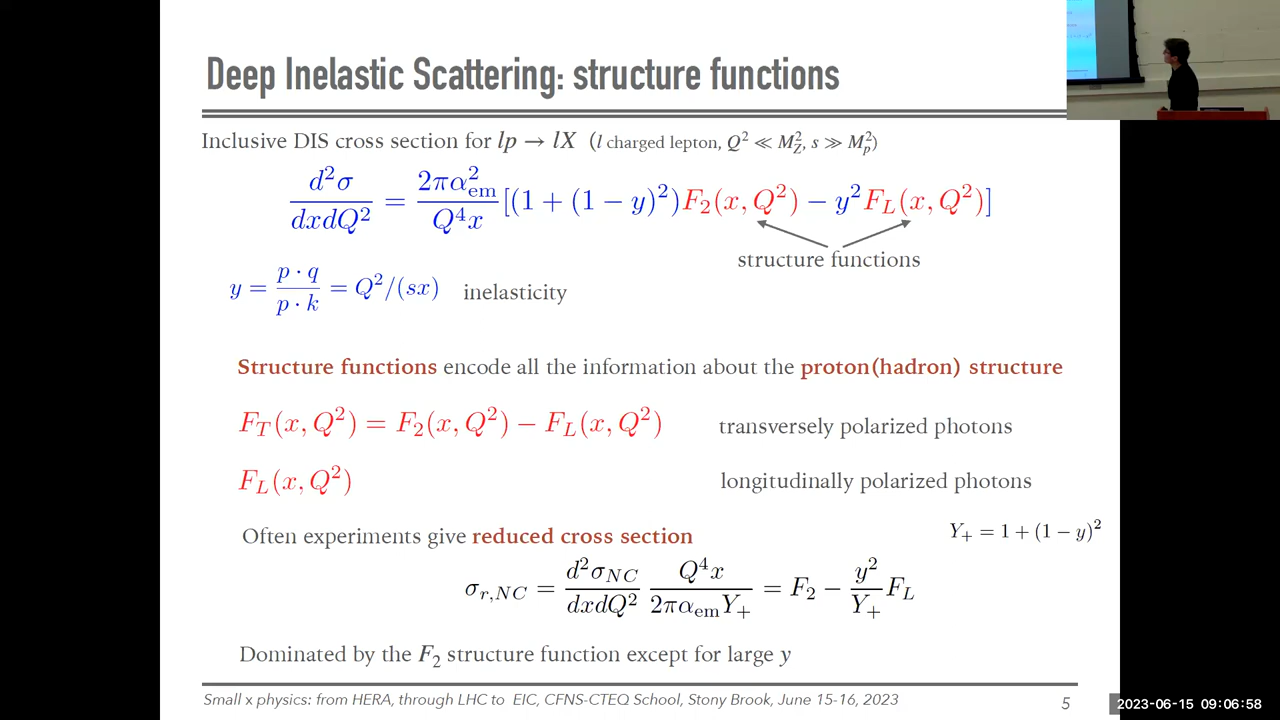 Deep Inelastic Scattering: structure functions
Inclusive DIS cross section for lp → lX (l charged lepton, Q² ≪ M_Z², s ≫ M_p²)
d²σ/dxdQ² = 2πα_em²/Q⁴x [(1 + (1 − y)²)F₂(x, Q²) − y²F_L(x, Q²)]
structure functions
y = p · q/p · k = Q²/(sx) inelasticity
Structure functions encode all the information about the proton(hadron) structure
F_T(x, Q²) = F₂(x, Q²) − F_L(x, Q²) transversely polarized photons
F_L(x, Q²) longitudinally polarized photons
Often experiments give reduced cross section Y₊ = 1 + (1 − y)²
σ_{r,NC} = d²σ_{NC}/dxdQ² Q⁴x/2πα_em Y₊ = F₂ − y²/Y₊ F_L
Dominated by the F₂ structure function except for large y
Small x physics: from HERA, through LHC to EIC, CFNS-CTEQ School, Stony Brook, June 15-16, 2023 5
2023-06-15 09:06:58